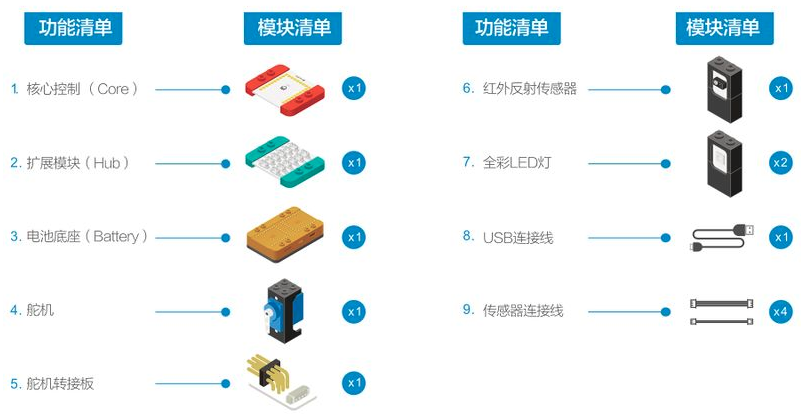 功能清单
模块清单
1. 核心控制（Core） x1
2. 扩展模块（Hub） x1
3. 电池底座（Battery） x1
4. 舵机 x1
5. 舵机转接板 x1
功能清单
模块清单
6. 红外反射传感器 x1
7. 全彩LED灯 x2
8. USB连接线 x1
9. 传感器连接线 x4